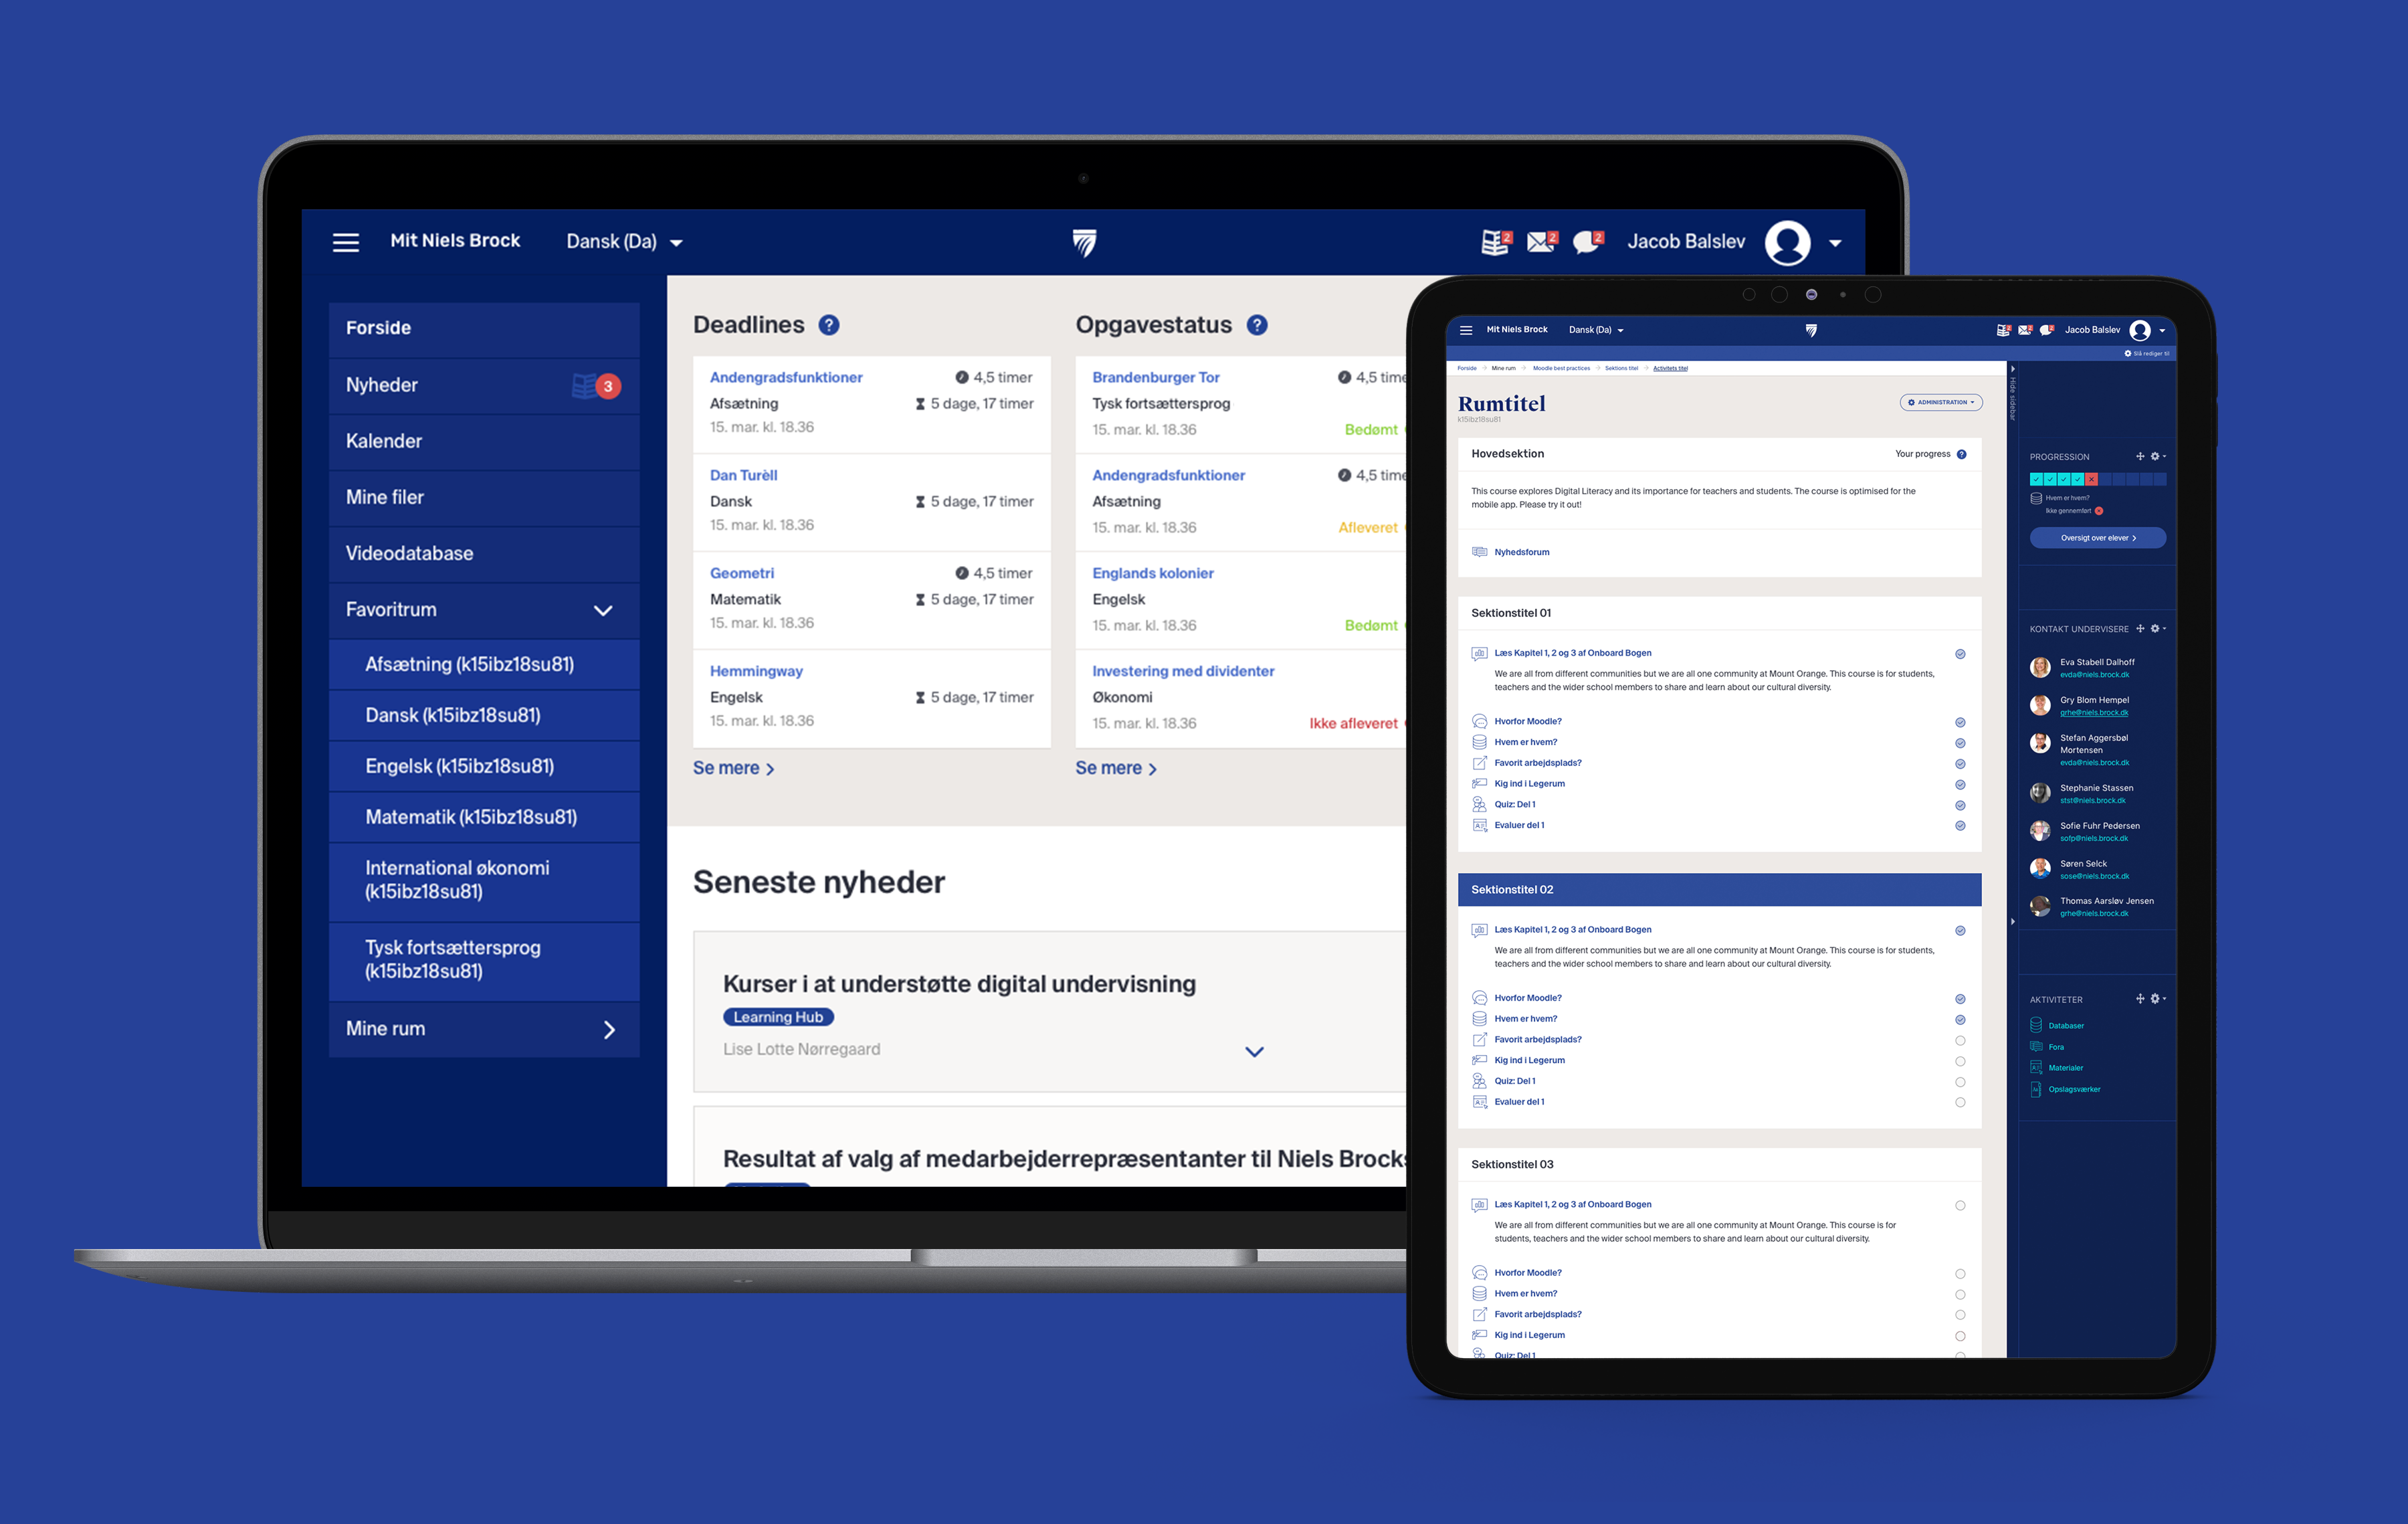 Mit Niels Brock
Dansk (Da)
2
2
2
Jacob Balslev
Forside
Nyheder
3
Kalender
Mine filer
Videodatabase
Favoritrum
Afsætning (k15ibz18su81)
Dansk (k15ibz18su81)
Engelsk (k15ibz18su81)
Matematik (k15ibz18su81)
International økonomi
(k15ibz18su81)
Tysk fortsættersprog
(k15ibz18su81)
Mine rum
Deadlines ?
Andengradsfunktioner 4,5 timer
Afsætning 5 dage, 17 timer
15. mar. kl. 18.36
Dan Turèll
Dansk 5 dage, 17 timer
15. mar. kl. 18.36
Geometri 4,5 timer
Matematik 5 dage, 17 timer
15. mar. kl. 18.36
Hemmingway
Engelsk 5 dage, 17 timer
15. mar. kl. 18.36
Se mere
Opgavestatus ?
Brandenburger Tor 4,5 time
Tysk fortsættersprog
15. mar. kl. 18.36 Bedømt
Andengradsfunktioner 4,5 time
Afsætning
15. mar. kl. 18.36 Afleveret
Englands kolonier
Engelsk
15. mar. kl. 18.36 Bedømt
Investering med dividenter
Økonomi
15. mar. kl. 18.36 Ikke afleveret
Se mere
Seneste nyheder
Kurser i at understøtte digital undervisning
Learning Hub
Lise Lotte Nørregaard
Resultat af valg af medarbejderrepræsentanter til Niels Brocks
Mit Niels Brock
Dansk (Da)
2
2
2
Jacob Balslev
Slå rediger til
Forside Mine rum Moodle best practices Sektions titel Activitets titel
Rumtitel
k15ibz18su81
ADMINISTRATION
Hovedsektion
Your progress ?
This course explores Digital Literacy and its importance for teachers and students. The course is optimised for the
mobile app. Please try it out!
Nyhedsforum
Sektionstitel 01
Læs Kapitel 1, 2 og 3 af Onboard Bogen
We are all from different communities but we are all one community at Mount Orange. This course is for students,
teachers and the wider school members to share and learn about our cultural diversity.
Hvorfor Moodle?
Hvem er hvem?
Favorit arbejdsplads?
Kig ind i Legerum
Quiz: Del 1
Evaluer del 1
Sektionstitel 02
Læs Kapitel 1, 2 og 3 af Onboard Bogen
We are all from different communities but we are all one community at Mount Orange. This course is for students,
teachers and the wider school members to share and learn about our cultural diversity.
Hvorfor Moodle?
Hvem er hvem?
Favorit arbejdsplads?
Kig ind i Legerum
Quiz: Del 1
Evaluer del 1
Sektionstitel 03
Læs Kapitel 1, 2 og 3 af Onboard Bogen
We are all from different communities but we are all one community at Mount Orange. This course is for
students, teachers and the wider school members to share and learn about our cultural diversity.
Hvorfor Moodle?
Hvem er hvem?
Favorit arbejdsplads?
Kig ind i Legerum
Quiz: Del 1
Hide sidebar
PROGRESSION
Hvem er hvem?
Ikke gennemført
Oversigt over elever
KONTAKT UNDERVISERE
Eva Stabell Dalhoff
evda@niels.brock.dk
Gry Blom Hempel
grhe@niels.brock.dk
Stefan Aggersbøl
Mortensen
evda@niels.brock.dk
Stephanie Stassen
stst@niels.brock.dk
Sofie Fuhr Pedersen
sofp@niels.brock.dk
Søren Selck
sose@niels.brock.dk
Thomas Aarsløv Jensen
grhe@niels.brock.dk
AKTIVITETER
Databaser
Fora
Materialer
Opslagsværker